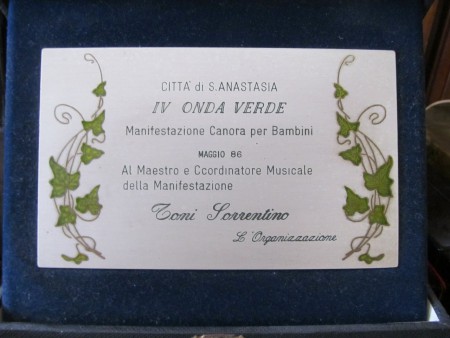 CITTA' di S.ANASTASIA
IV ONDA VERDE
Manifestazione Canora per Bambini
MAGGIO 86
Al Maestro e Coordinatore Musicale
della Manifestazione
Toni Sorrentino
L'Organizzazione